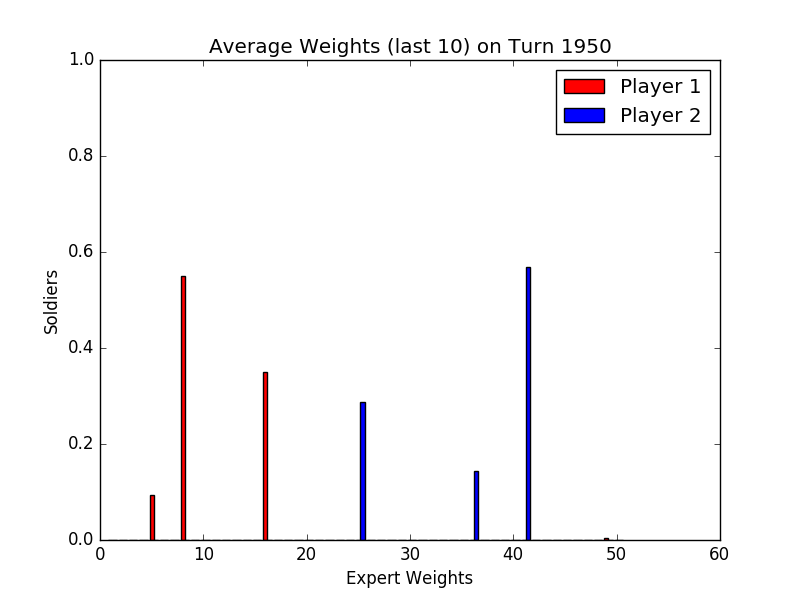 Average Weights (last 10) on Turn 1950
1.0
Player 1
Player 2
0.8
0.6
Soldiers
0.4
0.2
0.0
0 10 20 30 40 50 60
Expert Weights